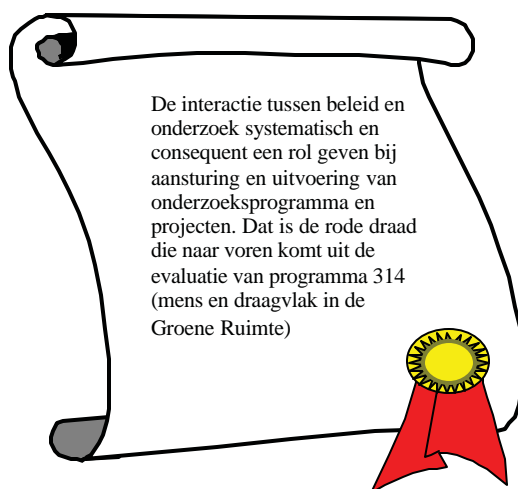 De interactie tussen beleid en
onderzoek systematisch en
consequent een rol geven bij
aansturing en uitvoering van
onderzoeksprogramma en
projecten. Dat is de rode draad
die naar voren komt uit de
evaluatie van programma 314
(mens en draagvlak in de
Groene Ruimte)